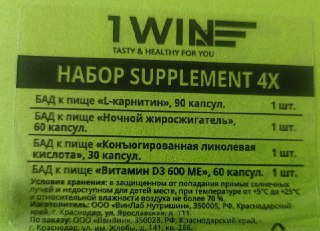 1WIN
TASTY & HEALTHY FOR YOU
НАБОР SUPPLEMENT 4X
БАД к пище «L-карнитин», 90 капсул. 1 шт.
БАД к пище «Ночной жиросжигатель», 1 шт.
60 капсул.
БАД к пище «Конъюгированная линолевая 1 шт.
кислота», 30 капсул.
БАД к пище «Витамин D3 600 МЕ», 60 капсул. 1 шт.
Условия хранения: в защищенном от попадания прямых солнечных
лучей и недоступном для детей месте, при температуре от +5°С до +25°С
и относительной влажности воздуха не более 70 %.
Изготовитель: ООО «ВинЛаб Нутришин», 350005, РФ, Краснодарский
край, г. Краснодар, ул. Ярославская, д. 111.
По заказу: ООО «ВанВин», 350028, РФ, Краснодарский край,
г. Краснодар, ул. им. Жлобы, д. 141, кв. 286.